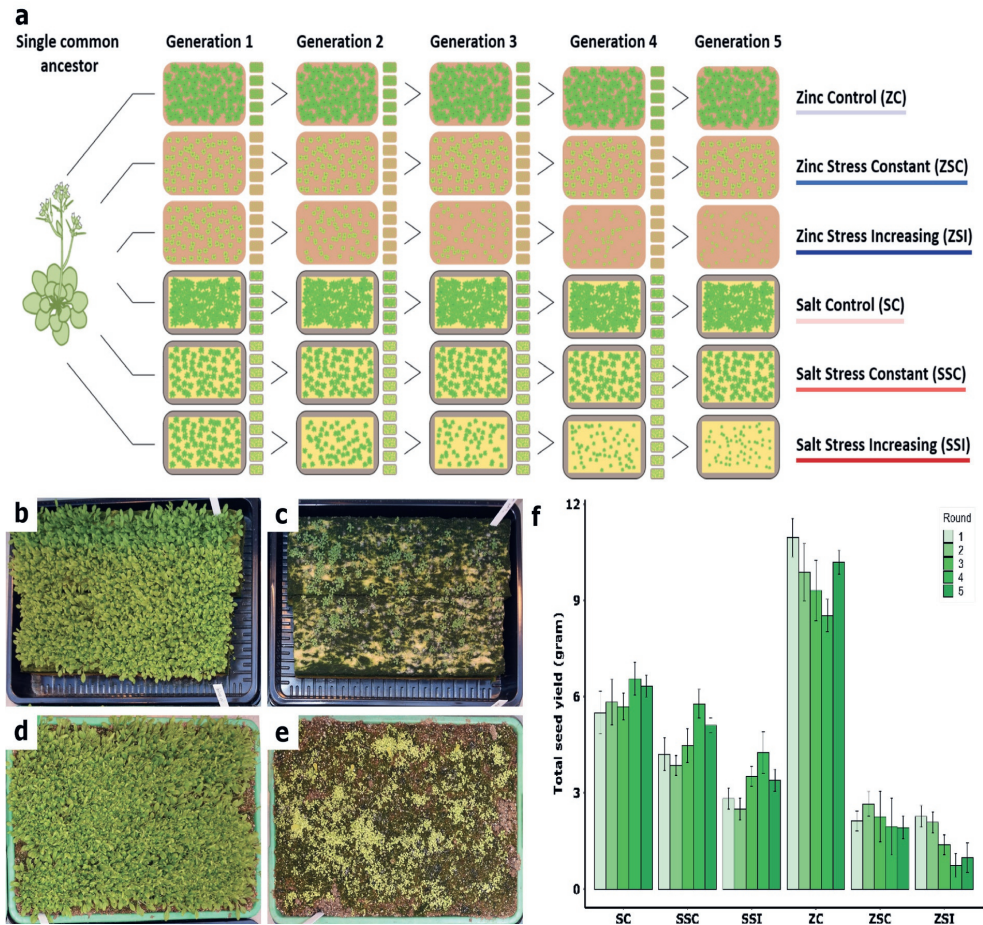 a
Single common
ancestor
Generation 1
Generation 2
Generation 3
Generation 4
Generation 5
Zinc Control (ZC)
Zinc Stress Constant (ZSC)
Zinc Stress Increasing (ZSI)
Salt Control (SC)
Salt Stress Constant (SSC)
Salt Stress Increasing (SSI)
b
c
d
e
f
Total seed yield (gram)
12
9
6
3
0
Round
1
2
3
4
5
SC SSC SSI ZC ZSC ZSI